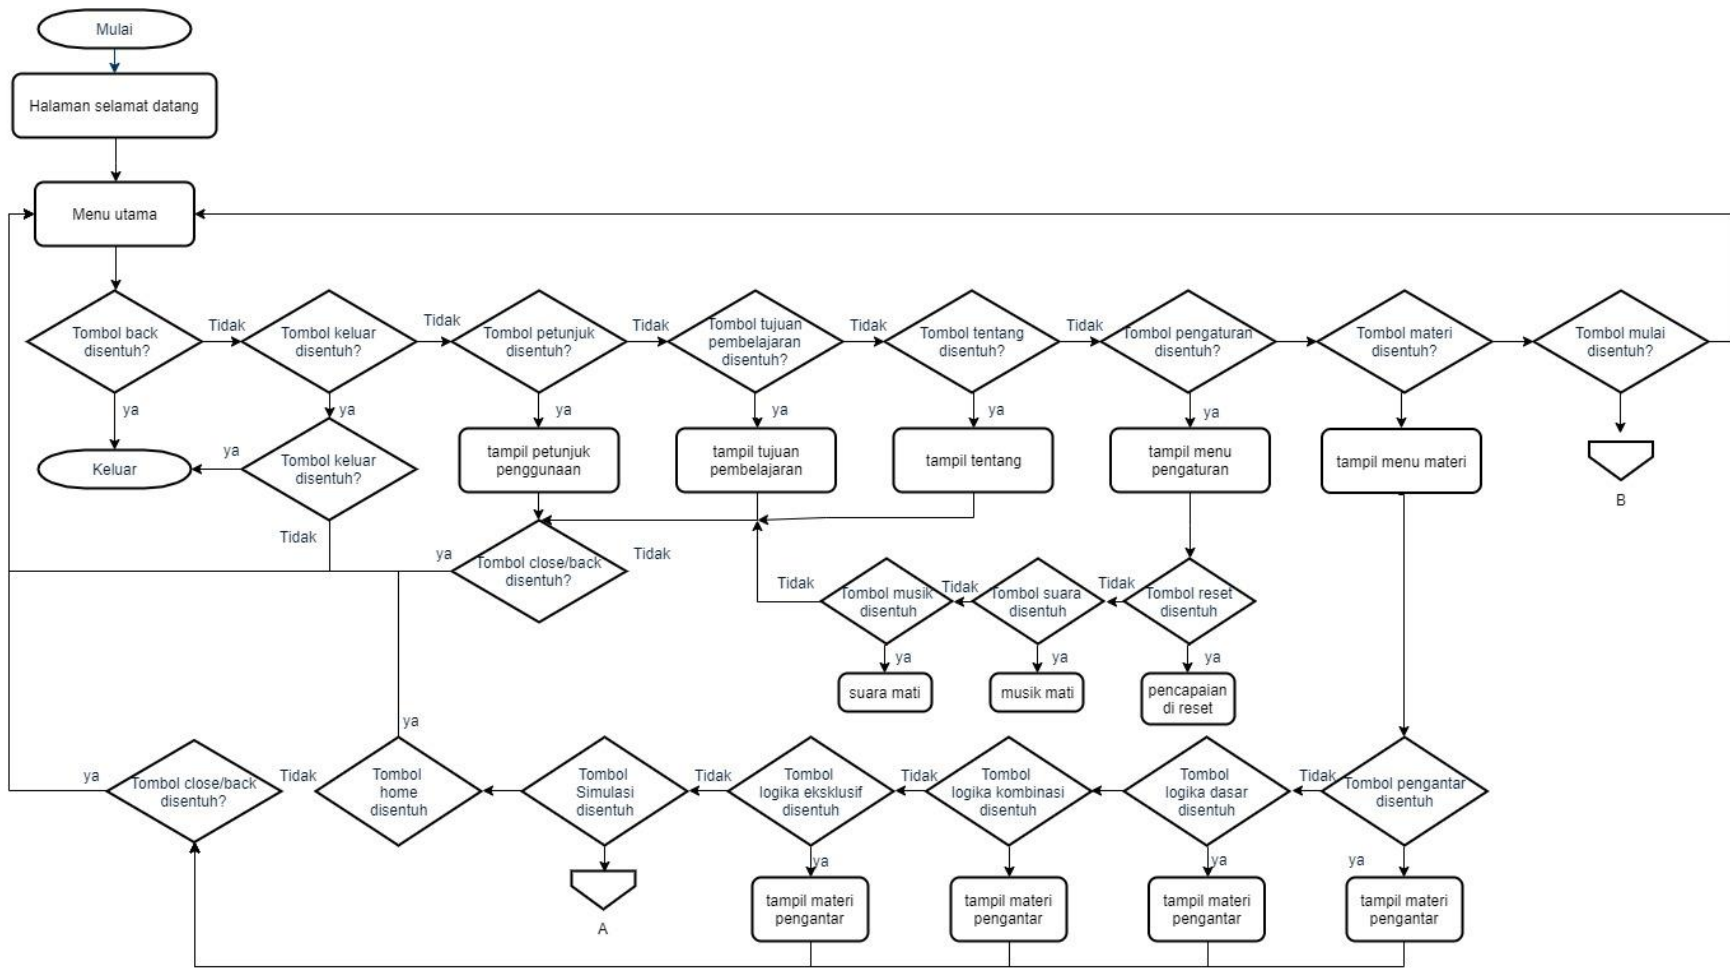 Mulai
Halaman selamat datang
Menu utama
Tombol back
disentuh?
Tidak
Tombol keluar
disentuh?
Tidak
Tombol petunjuk
disentuh?
Tidak
Tombol tujuan
pembelajaran
disentuh?
Tidak
Tombol tentang
disentuh?
Tidak
Tombol pengaturan
disentuh?
Tombol materi
disentuh?
Tombol mulai
disentuh?
ya
ya
ya
ya
ya
ya
Keluar
ya
Tombol keluar
disentuh?
tampil petunjuk
penggunaan
tampil tujuan
pembelajaran
tampil tentang
tampil menu
pengaturan
tampil menu materi
B
Tidak
ya
Tombol close/back
disentuh?
Tidak
Tidak
Tombol musik
disentuh
Tidak
Tombol suara
disentuh
Tidak
Tombol reset
disentuh
ya
ya
ya
suara mati
musik mati
pencapaian
di reset
ya
ya
Tombol close/back
disentuh?
Tidak
Tombol
home
disentuh
Tombol
Simulasi
disentuh
Tidak
Tombol
logika eksklusif
disentuh
Tidak
Tombol
logika kombinasi
disentuh
Tombol
logika dasar
disentuh
Tidak
Tombol pengantar
disentuh
ya
ya
ya
A
tampil materi
pengantar
tampil materi
pengantar
tampil materi
pengantar
tampil materi
pengantar